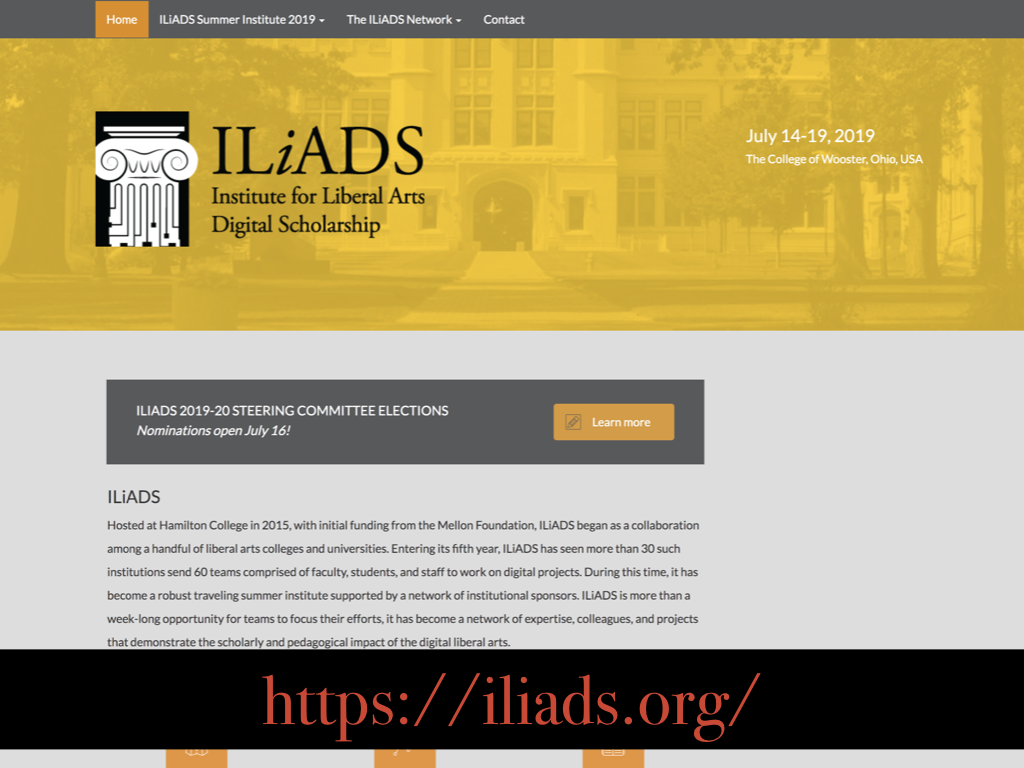 Home ILiADS Summer Institute 2019 The ILiADS Network Contact
ILiADS
Institute for Liberal Arts
Digital Scholarship
July 14-19, 2019
The College of Wooster, Ohio, USA
ILIADS 2019-20 STEERING COMMITTEE ELECTIONS
Nominations open July 16!
Learn more
ILiADS
Hosted at Hamilton College in 2015, with initial funding from the Mellon Foundation, ILiADS began as a collaboration
among a handful of liberal arts colleges and universities. Entering its fifth year, ILiADS has seen more than 30 such
institutions send 60 teams comprised of faculty, students, and staff to work on digital projects. During this time, it has
become a robust traveling summer institute supported by a network of institutional sponsors. ILiADS is more than a
week-long opportunity for teams to focus their efforts, it has become a network of expertise, colleagues, and projects
that demonstrate the scholarly and pedagogical impact of the digital liberal arts.
https://iliads.org/